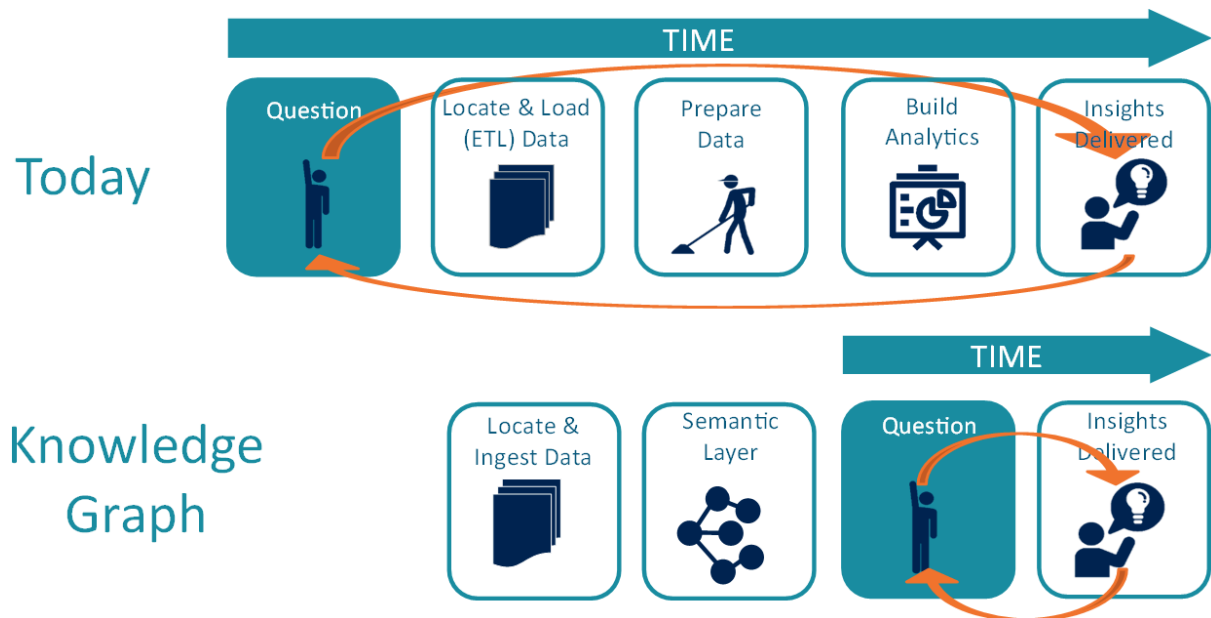 TIME
Today
Question
Locate & Load
(ETL) Data
Prepare
Data
Build
Analytics
Insights
Delivered
TIME
Knowledge
Graph
Locate &
Ingest Data
Semantic
Layer
Question
Insights
Delivered